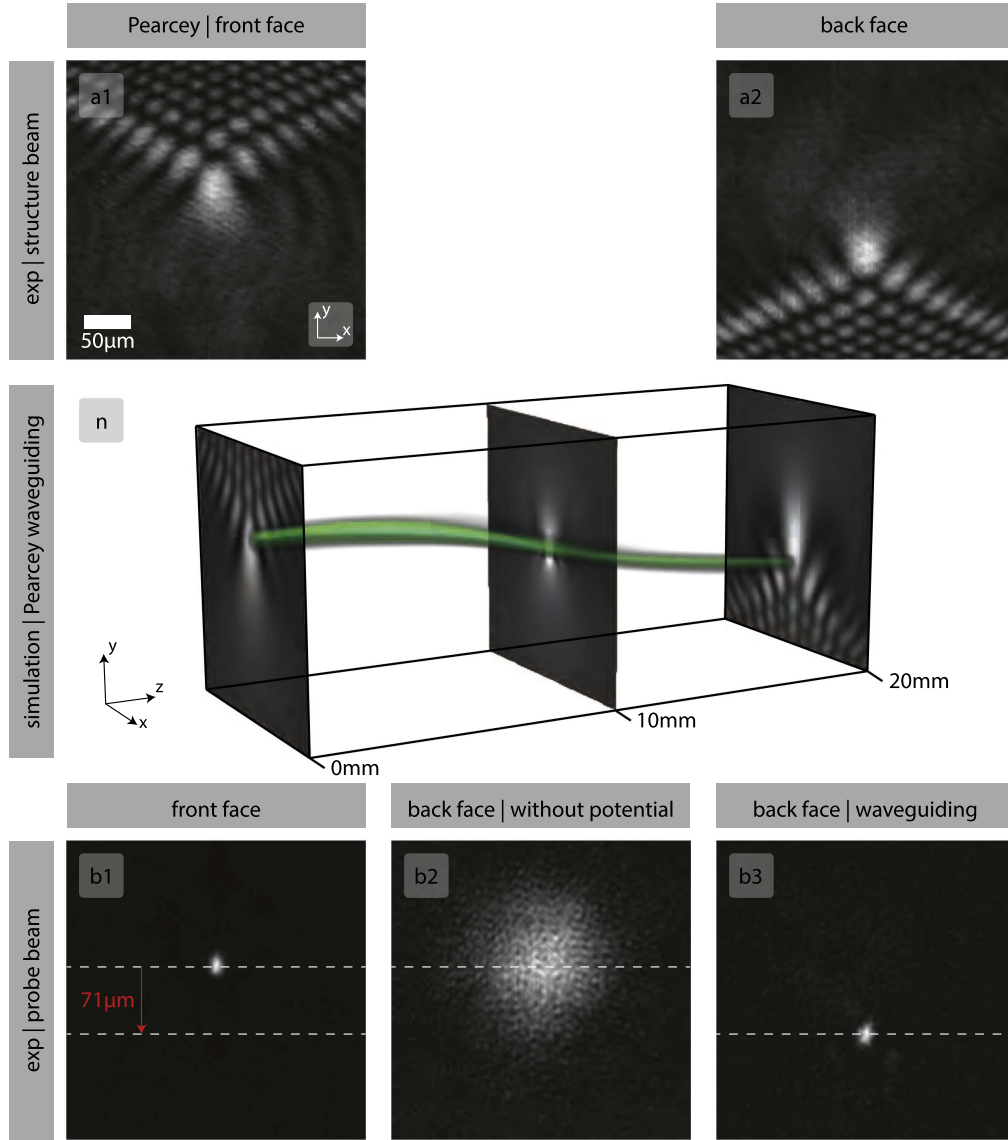 Pearcey | front face
back face
exp | structure beam
a1
a2
50μm
y
x
simulation | Pearcey waveguiding
n
y
z
x
0mm
10mm
20mm
front face
back face | without potential
back face | waveguiding
exp | probe beam
b1
b2
b3
71μm